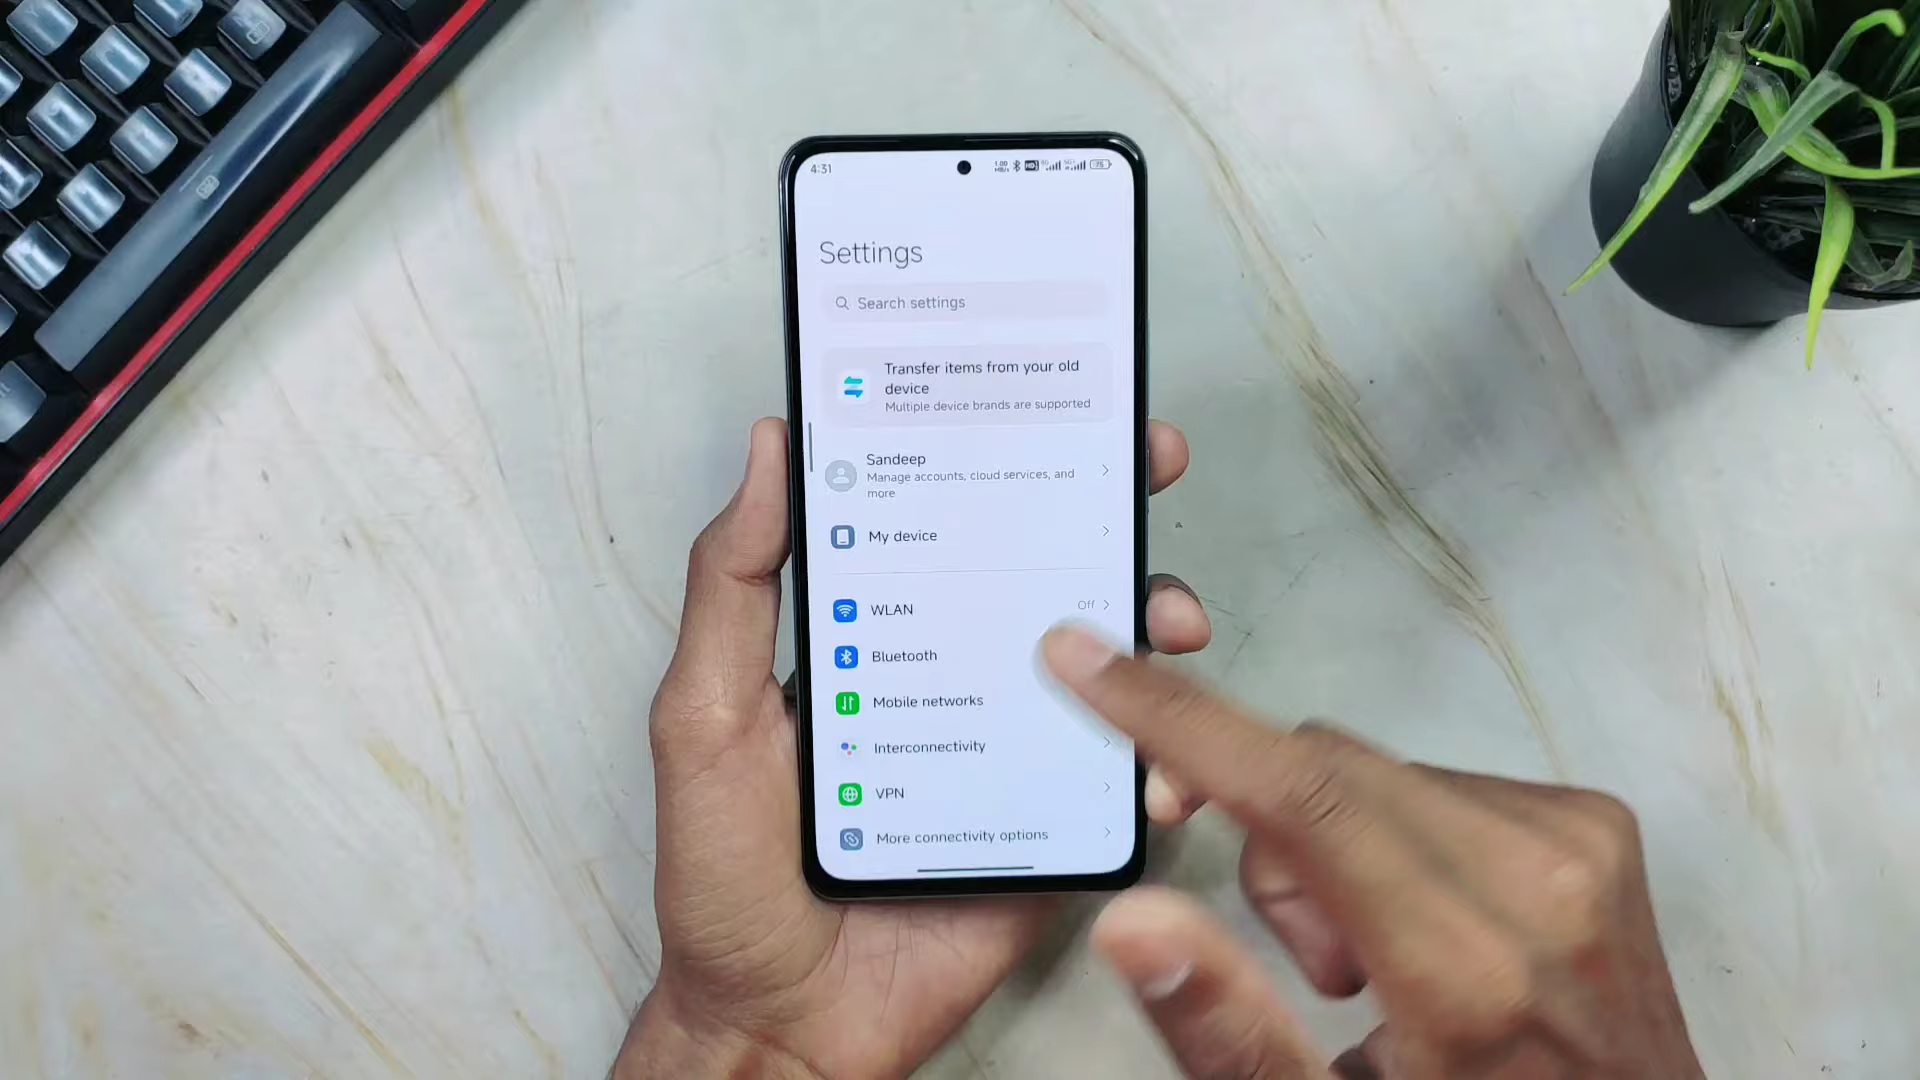 4:31
Settings
Search settings
Transfer items from your old
device
Multiple device brands are supported
Sandeep
Manage accounts, cloud services, and
more
My device
WLAN
Off
Bluetooth
Mobile networks
Interconnectivity
VPN
More connectivity options